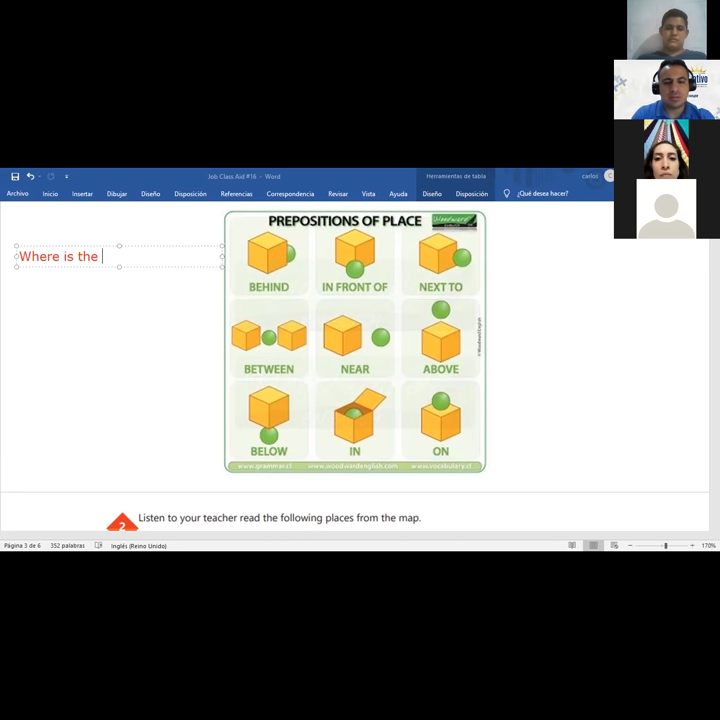 Job Class Aid #16 - Word
Herramientas de tabla
carlos
Archivo Inicio Insertar Dibujar Diseño Disposición Referencias Correspondencia Revisar Vista Ayuda Diseño Disposición ¿Qué desea hacer?
Where is the
PREPOSITIONS OF PLACE
Woodward
BEHIND IN FRONT OF NEXT TO
BETWEEN NEAR ABOVE
BELOW IN ON
www.grammar.cl www.woodwardenglish.com www.vocabulary.cl
2 Listen to your teacher read the following places from the map.
Página 3 de 6 352 palabras Inglés (Reino Unido) 170%